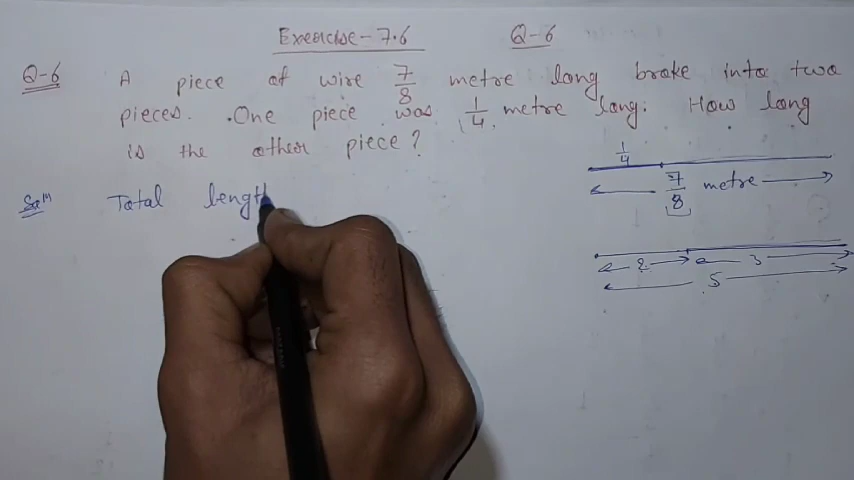 Exercise-7.6 Q-6
Q-6 A piece of wire 7/8 metre long broke into two
pieces. One piece was 1/4 metre long. How long
is the other piece?
1/4
7/8 metre
Solⁿ Total length
2 3
5